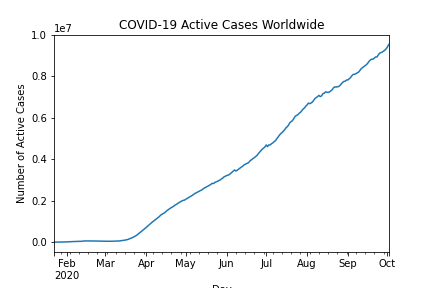 COVID-19 Active Cases Worldwide
1e7
1.0
0.8
0.6
0.4
0.2
0.0
Number of Active Cases
Feb Mar Apr May Jun Jul Aug Sep Oct
2020